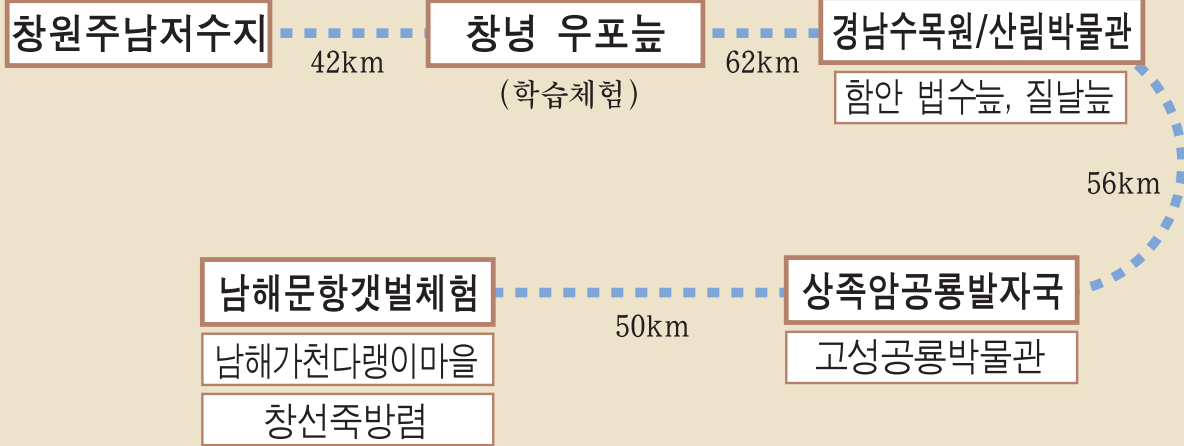 창원주남저수지
42km
창녕 우포늪
(학습체험)
62km
경남수목원/산림박물관
함안 법수늪, 질날늪
56km
상족암공룡발자국
고성공룡박물관
50km
남해문항갯벌체험
남해가천다랭이마을
창선죽방렴